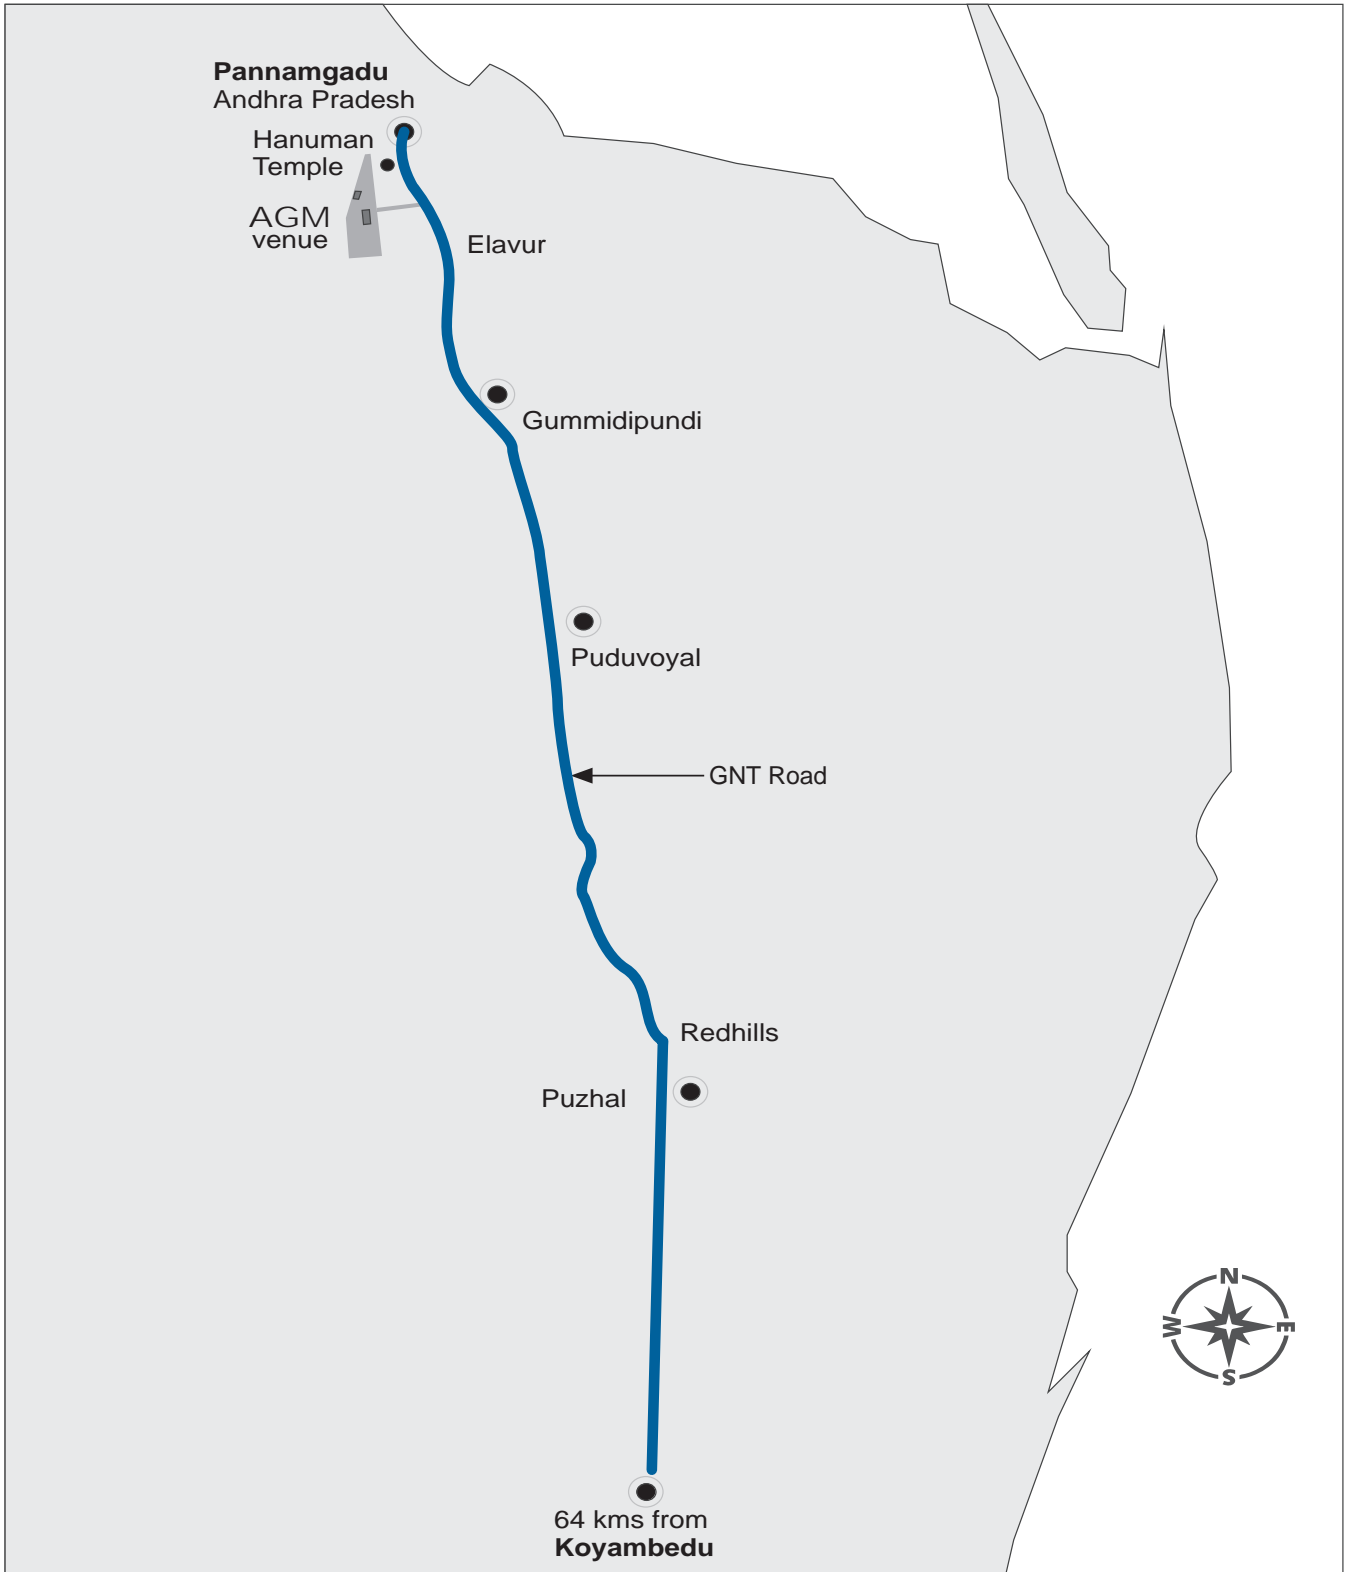 Pannamgadu
Andhra Pradesh
Hanuman
Temple
AGM
venue
Elavur
Gummidipundi
Puduvoyal
GNT Road
Redhills
Puzhal
N
W
E
S
64 kms from
Koyambedu